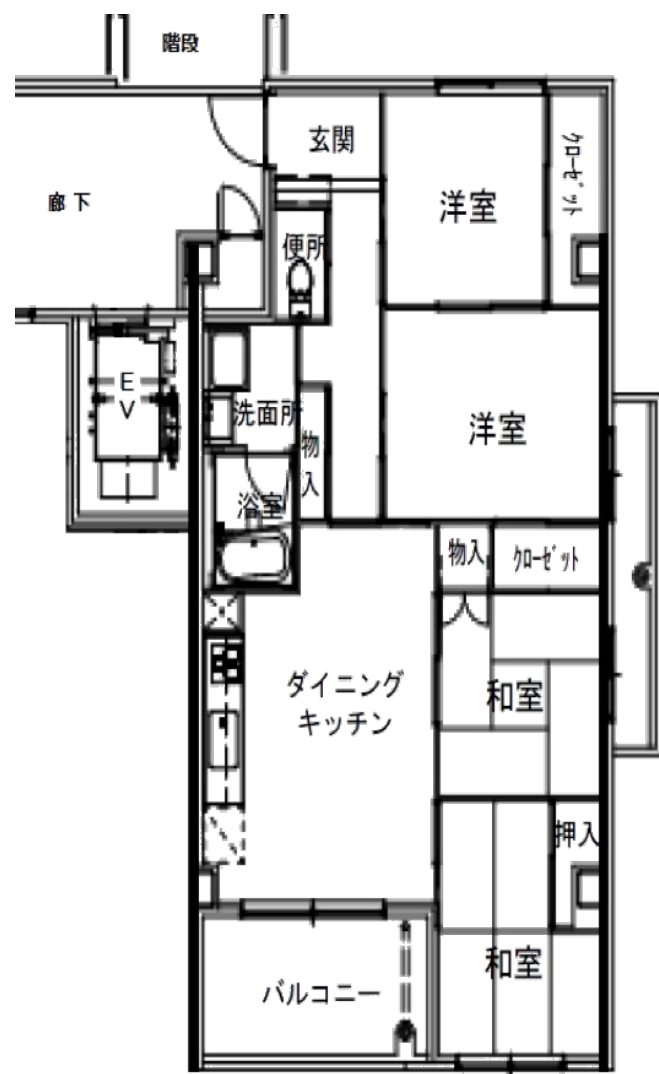 階段
玄関
クローゼット
廊下
洋室
便所
EV
洗面所
物入
洋室
浴室
物入
クローゼット
ダイニング
キッチン
和室
押入
和室
バルコニー